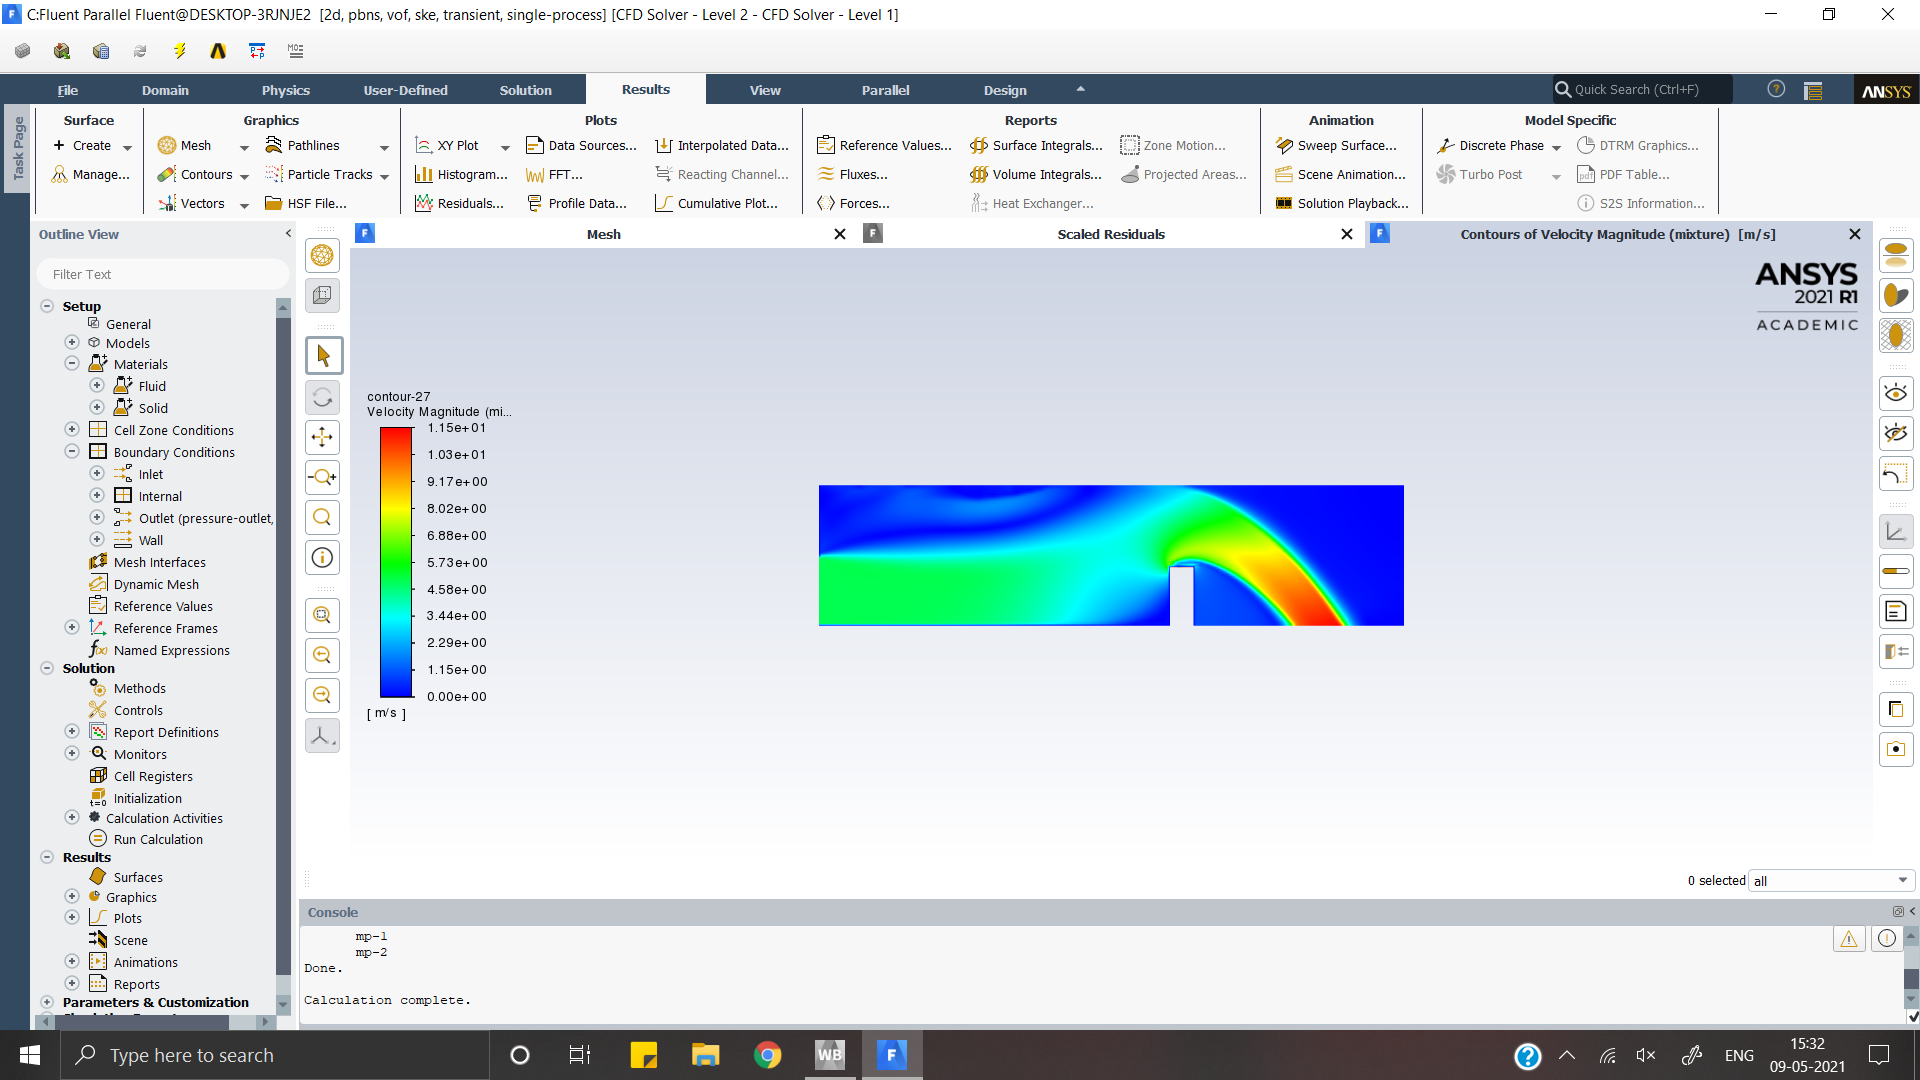 C:Fluent Parallel Fluent@DESKTOP-3RJNJE2 [2d, pbns, vof, ske, transient, single-process] [CFD Solver - Level 2 - CFD Solver - Level 1]
File Domain Physics User-Defined Solution Results View Parallel Design Quick Search (Ctrl+F) ANSYS
Task Page
Surface Graphics Plots Reports Animation Model Specific
Create Mesh Pathlines XY Plot Data Sources... Interpolated Data... Reference Values... Surface Integrals... Zone Motion... Sweep Surface... Discrete Phase DTRM Graphics...
Manage... Contours Particle Tracks Histogram... FFT... Reacting Channel... Fluxes... Volume Integrals... Projected Areas... Scene Animation... Turbo Post PDF Table...
Vectors HSF File... Residuals... Profile Data... Cumulative Plot... Forces... Heat Exchanger... Solution Playback... S2S Information...
Outline View
Mesh
Scaled Residuals
Contours of Velocity Magnitude (mixture) [m/s]
Filter Text
Setup
General
Models
Materials
Fluid
Solid
Cell Zone Conditions
Boundary Conditions
Inlet
Internal
Outlet (pressure-outlet,
Wall
Mesh Interfaces
Dynamic Mesh
Reference Values
Reference Frames
Named Expressions
Solution
Methods
Controls
Report Definitions
Monitors
Cell Registers
Initialization
Calculation Activities
Run Calculation
Results
Surfaces
Graphics
Plots
Scene
Animations
Reports
Parameters & Customization
ANSYS
2021 R1
ACADEMIC
contour-27
Velocity Magnitude (mi...
1.15e+01
1.03e+01
9.17e+00
8.02e+00
6.88e+00
5.73e+00
4.58e+00
3.44e+00
2.29e+00
1.15e+00
0.00e+00
[ m/s ]
0 selected all
Console
mp-1
mp-2
Done.
Calculation complete.
Type here to search
WB
F
ENG
15:32
09-05-2021